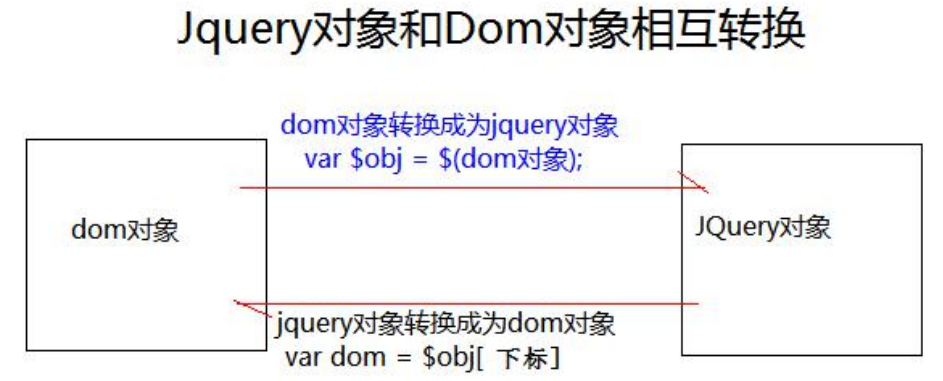 Jquery对象和Dom对象相互转换
dom对象转换成为jquery对象
var $obj = $(dom对象);
dom对象
JQuery对象
jquery对象转换成为dom对象
var dom = $obj[ 下标]